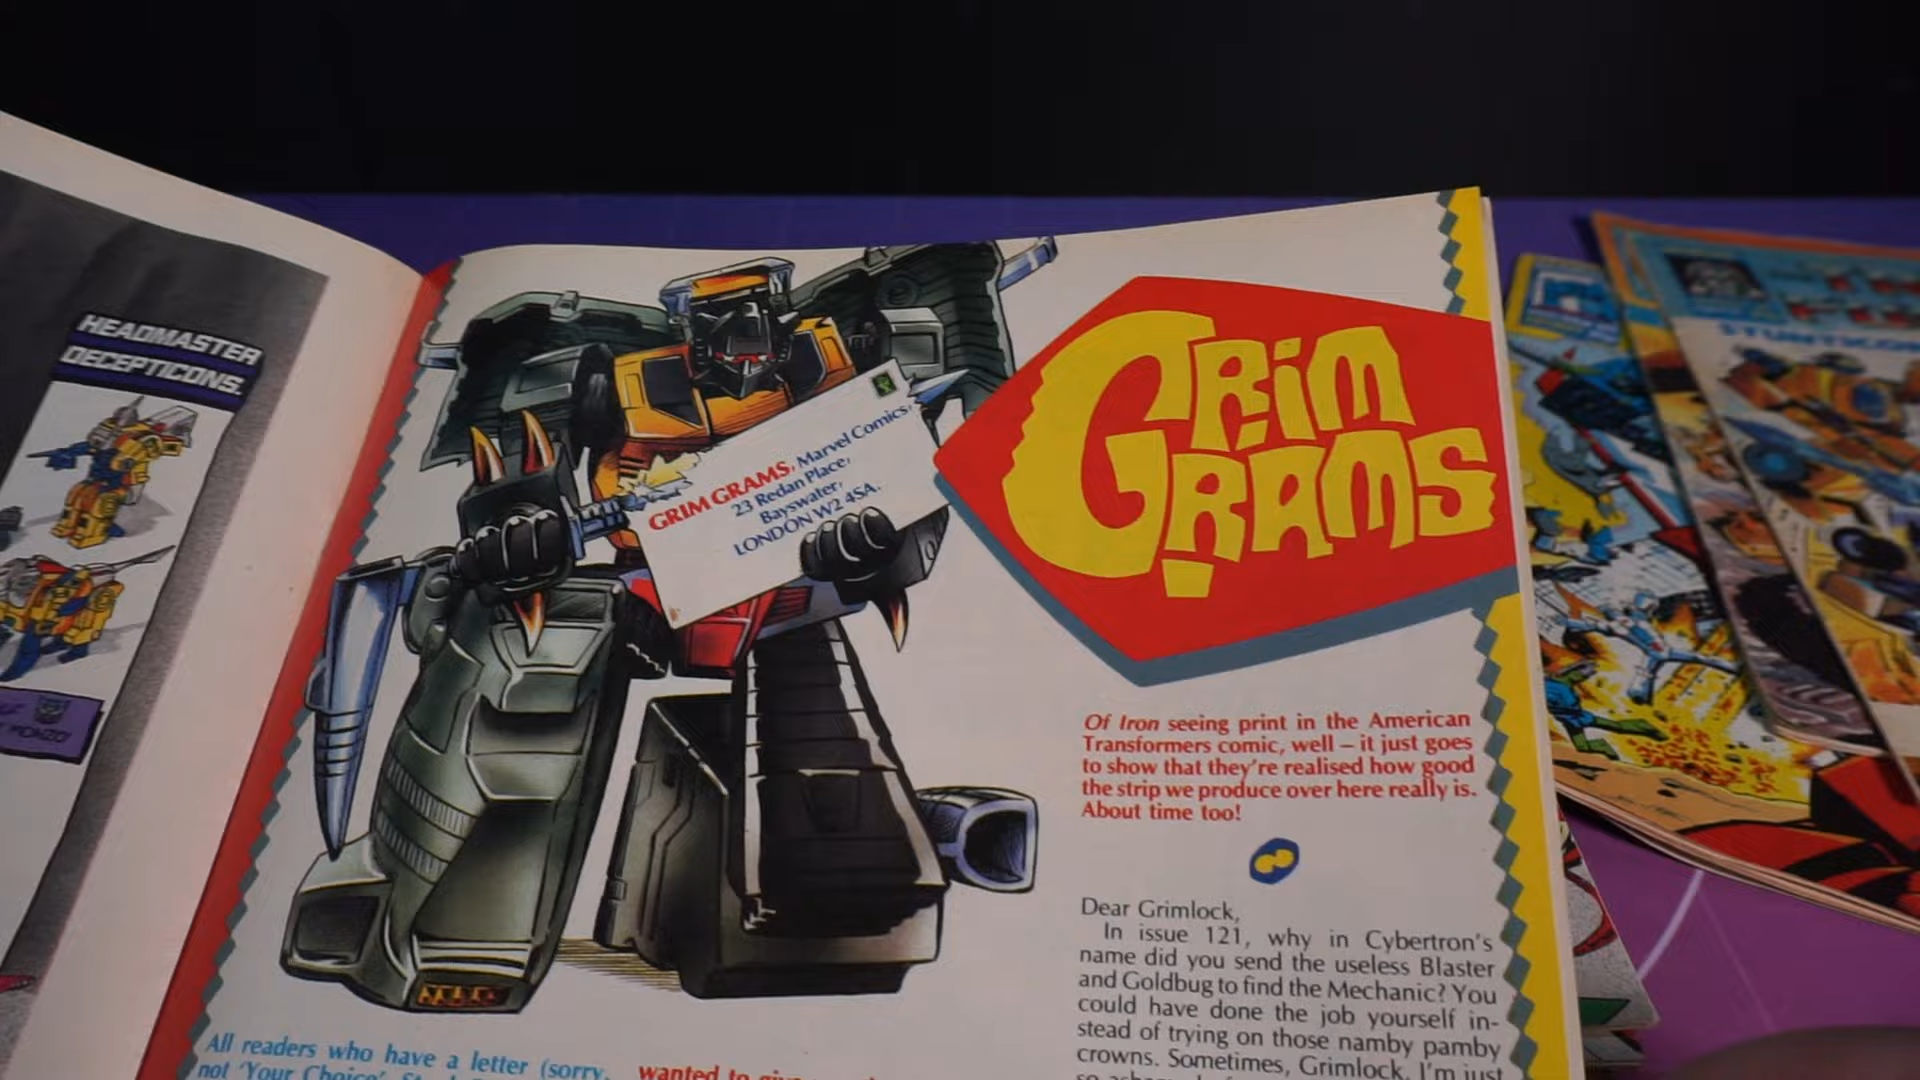 HEADMASTER
DECEPTICONS
GRIM GRAMS, Marvel Comics,
23 Redan Place,
Bayswater,
LONDON W2 4SA.
GRIM
GRAMS
Of Iron seeing print in the American
Transformers comic, well – it just goes
to show that they're realised how good
the strip we produce over here really is.
About time too!
Dear Grimlock,
In issue 121, why in Cybertron's
name did you send the useless Blaster
and Goldbug to find the Mechanic? You
could have done the job yourself in-
stead of trying on those namby pamby
crowns. Sometimes, Grimlock, I'm just
All readers who have a letter (sorry,
not 'Your Choice'
wanted to